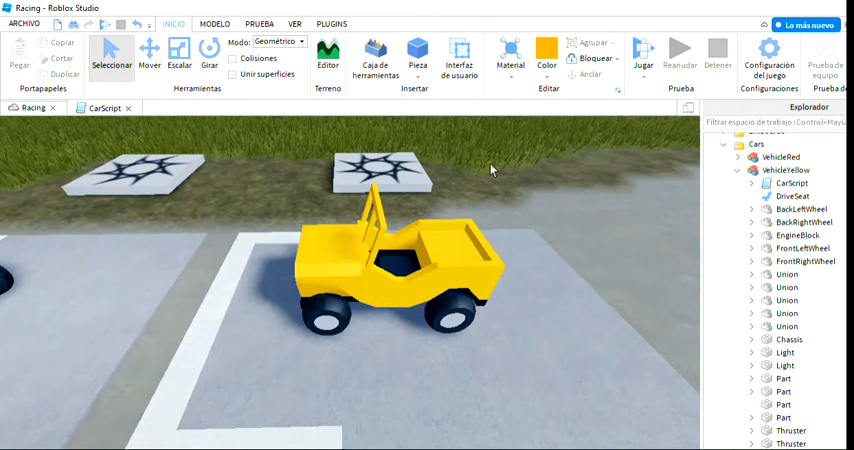 Racing - Roblox Studio
ARCHIVO INICIO MODELO PRUEBA VER PLUGINS Lo más nuevo
Pegar Copiar Cortar Duplicar
Portapapeles
Seleccionar Mover Escalar Girar
Modo: Geométrico
Colisiones
Unir superficies
Herramientas
Editor
Terreno
Caja de herramientas Pieza Interfaz de usuario
Insertar
Material Color Agrupar
Bloquear
Anclar
Editar
Jugar Reanudar Detener
Prueba
Configuración del juego
Configuraciones
Prueba de equipo
Prueba de
Racing CarScript
Explorador
Filtrar espacio de trabajo (Control+Mayú
Cars
VehicleRed
VehicleYellow
CarScript
DriveSeat
BackLeftWheel
BackRightWheel
EngineBlock
FrontLeftWheel
FrontRightWheel
Union
Union
Union
Union
Union
Chassis
Light
Light
Part
Part
Part
Part
Thruster
Thruster